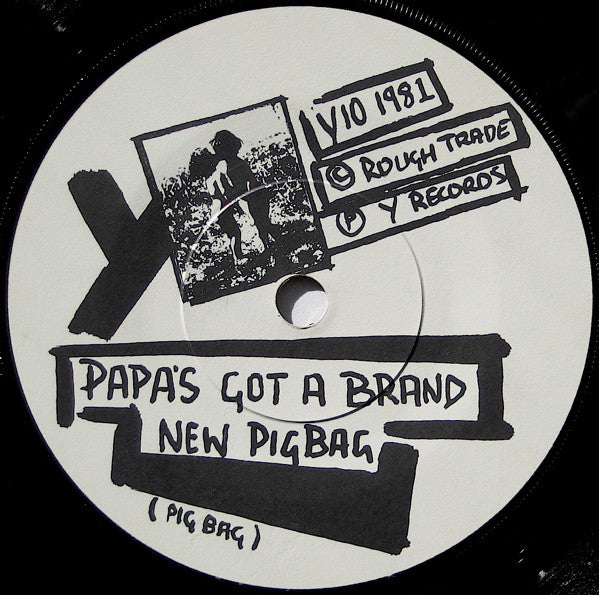 Y
Y10 1981
© ROUGH TRADE
℗ Y RECORDS
PAPA'S GOT A BRAND
NEW PIGBAG
( PIG BAG )